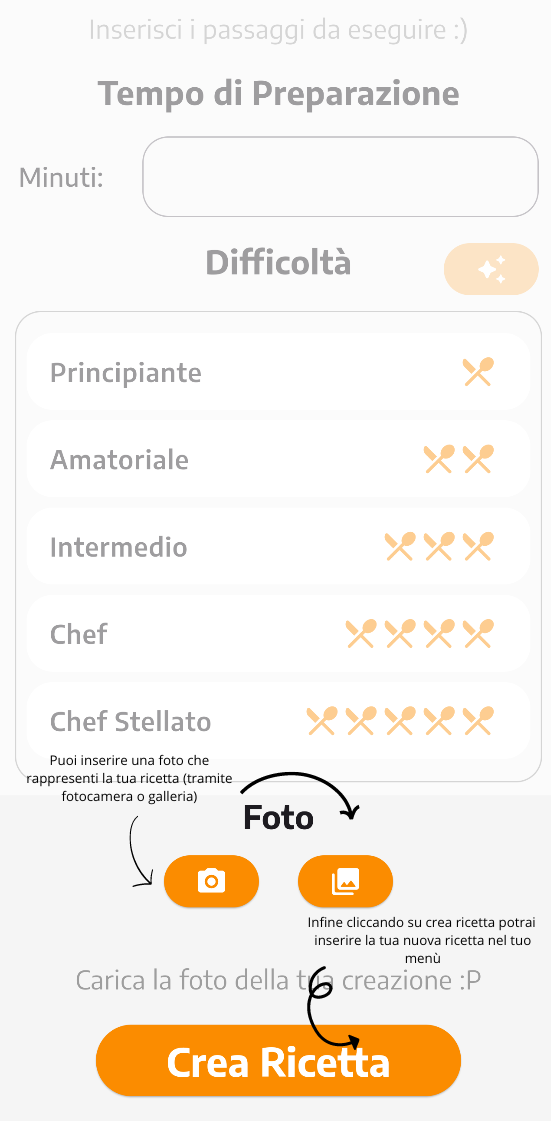 Inserisci i passaggi da eseguire :)
Tempo di Preparazione
Minuti:
Difficoltà
Principiante
Amatoriale
Intermedio
Chef
Chef Stellato
Puoi inserire una foto che
rappresenti la tua ricetta (tramite
fotocamera o galleria)
Foto
Infine cliccando su crea ricetta potrai
inserire la tua nuova ricetta nel tuo
menù
Carica la foto della tua creazione :P
Crea Ricetta